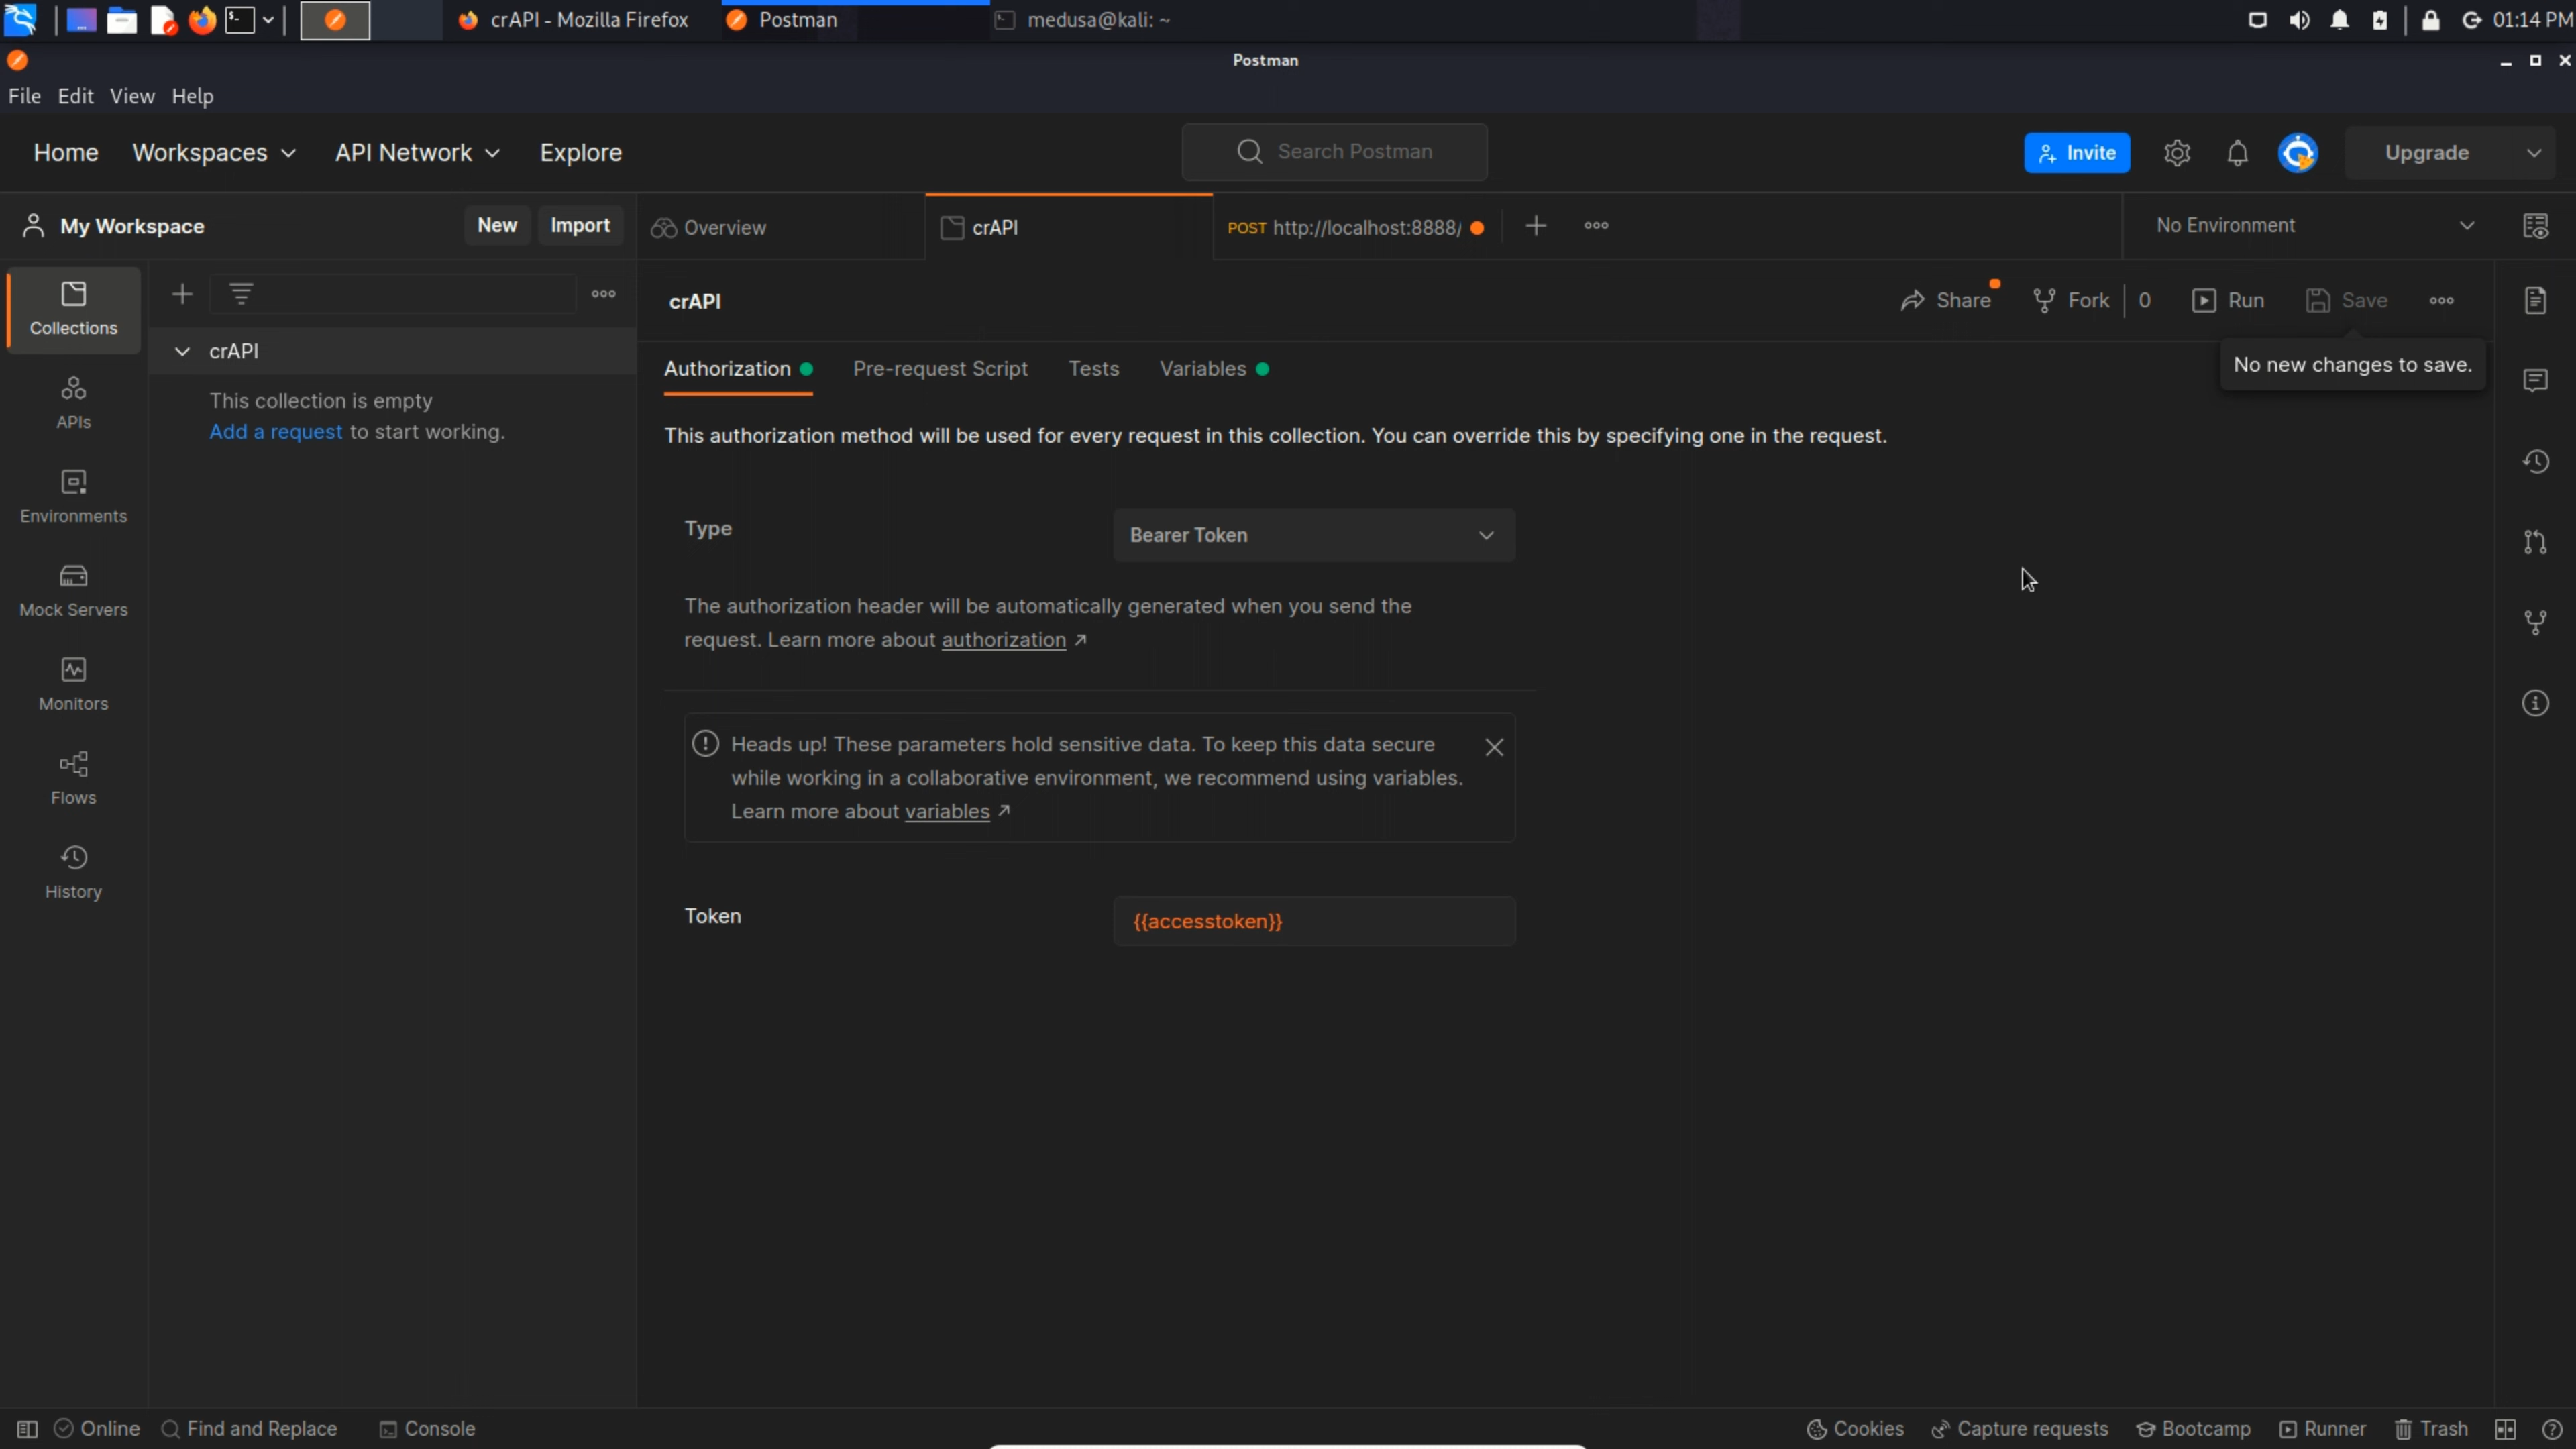 crAPI - Mozilla Firefox
Postman
medusa@kali: ~
01:14 PM
Postman
File Edit View Help
Home Workspaces API Network Explore
Search Postman
Invite
Upgrade
My Workspace
New Import
Overview
crAPI
POST http://localhost:8888/
No Environment
Collections
crAPI
This collection is empty
Add a request to start working.
APIs
Environments
Mock Servers
Monitors
Flows
History
crAPI
Share
Fork 0
Run
Save
No new changes to save.
Authorization Pre-request Script Tests Variables
This authorization method will be used for every request in this collection. You can override this by specifying one in the request.
Type
Bearer Token
The authorization header will be automatically generated when you send the
request. Learn more about authorization ↗
Heads up! These parameters hold sensitive data. To keep this data secure
while working in a collaborative environment, we recommend using variables.
Learn more about variables ↗
Token
{{accesstoken}}
Online Find and Replace Console
Cookies Capture requests Bootcamp Runner Trash